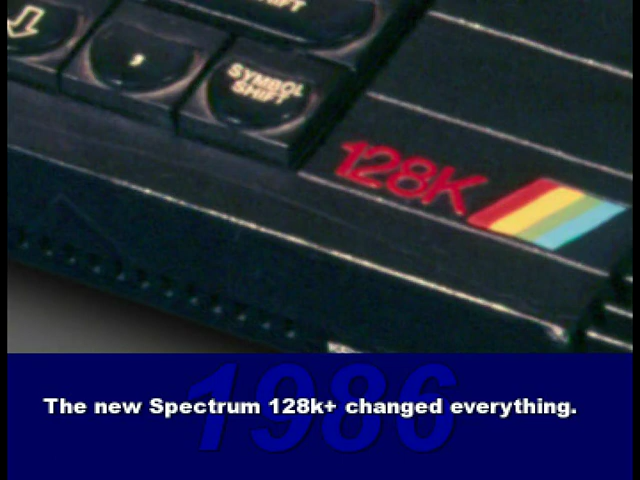 SHIFT
,
SYMBOL
SHIFT
128K
1986
The new Spectrum 128k+ changed everything.